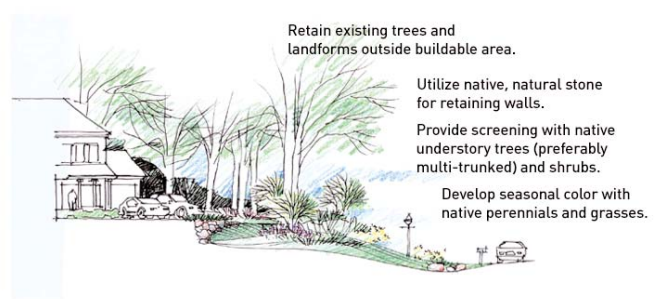 Retain existing trees and
landforms outside buildable area.
Utilize native, natural stone
for retaining walls.
Provide screening with native
understory trees (preferably
multi-trunked) and shrubs.
Develop seasonal color with
native perennials and grasses.